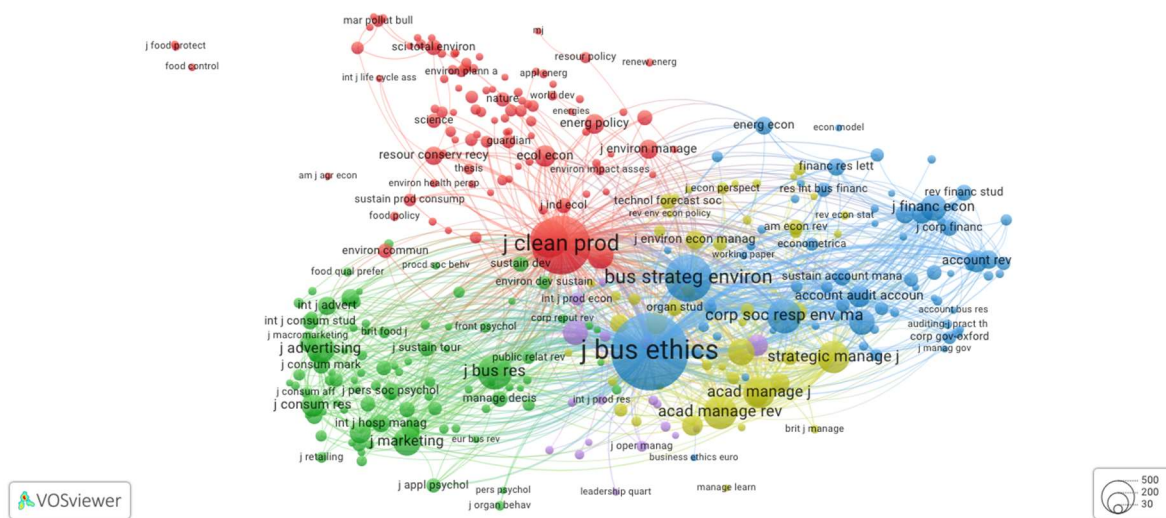 mar pollut bull
j food protect
food control
sci total environ
mj
resour policy
renew energ
int j life cycle ass
environ plann a
appl energ
world dev
nature
energies
science
energ policy
guardian
energ econ
econ model
resour conserv recy
ecol econ
j environ manage
thesis
environ impact asses
financ res lett
am j agr econ
environ health persp
sustain prod consump
j ind ecol
j econ perspect
res int bus financ
technol forecast soc
rev financ stud
food policy
rev env econ policy
rev econ stat
j financ econ
am econ rev
j corp financ
environ commun
j clean prod
j environ econ manag
econometrica
working paper
account rev
food qual prefer
procd soc behv
sustain dev
environ dev sustain
bus strateg environ
sustain account mana
int j advert
int j prod econ
organ stud
account audit accoun
int j consum stud
corp reput rev
corp soc resp env ma
account bus res
j macromarketing
brit food j
front psychol
auditing-j pract th
j advertising
j sustain tour
public relat rev
j bus ethics
corp gov-oxford
j consum mark
j bus res
strategic manage j
j manag gov
j consum aff
j pers soc psychol
manage decis
acad manage j
j consum res
int j prod res
acad manage rev
int j hosp manag
brit j manage
j marketing
eur bus rev
j oper manag
j retailing
business ethics euro
j appl psychol
pers psychol
leadership quart
manage learn
j organ behav
VOSviewer
500
200
30